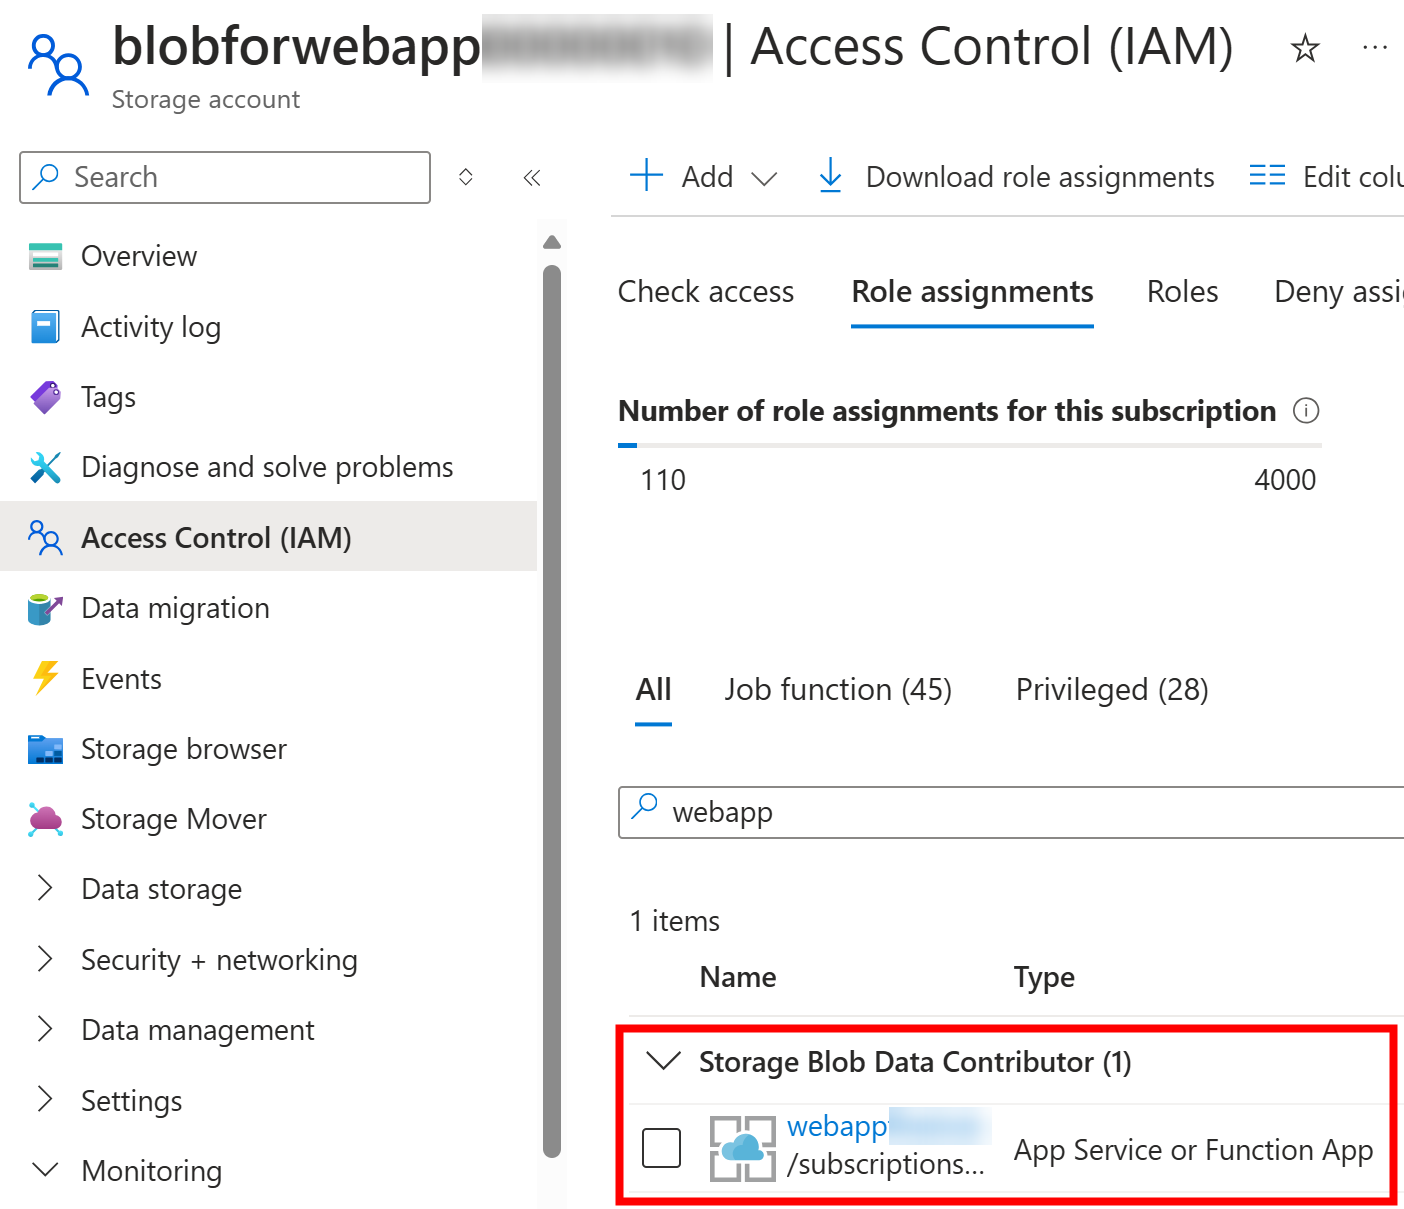 blobforwebapp | Access Control (IAM)
Storage account
Search
Add
Download role assignments
Edit colu
Overview
Activity log
Tags
Diagnose and solve problems
Access Control (IAM)
Data migration
Events
Storage browser
Storage Mover
Data storage
Security + networking
Data management
Settings
Monitoring
Check access
Role assignments
Roles
Deny assi
Number of role assignments for this subscription
110
4000
All
Job function (45)
Privileged (28)
webapp
1 items
Name
Type
Storage Blob Data Contributor (1)
webapp
/subscriptions...
App Service or Function App